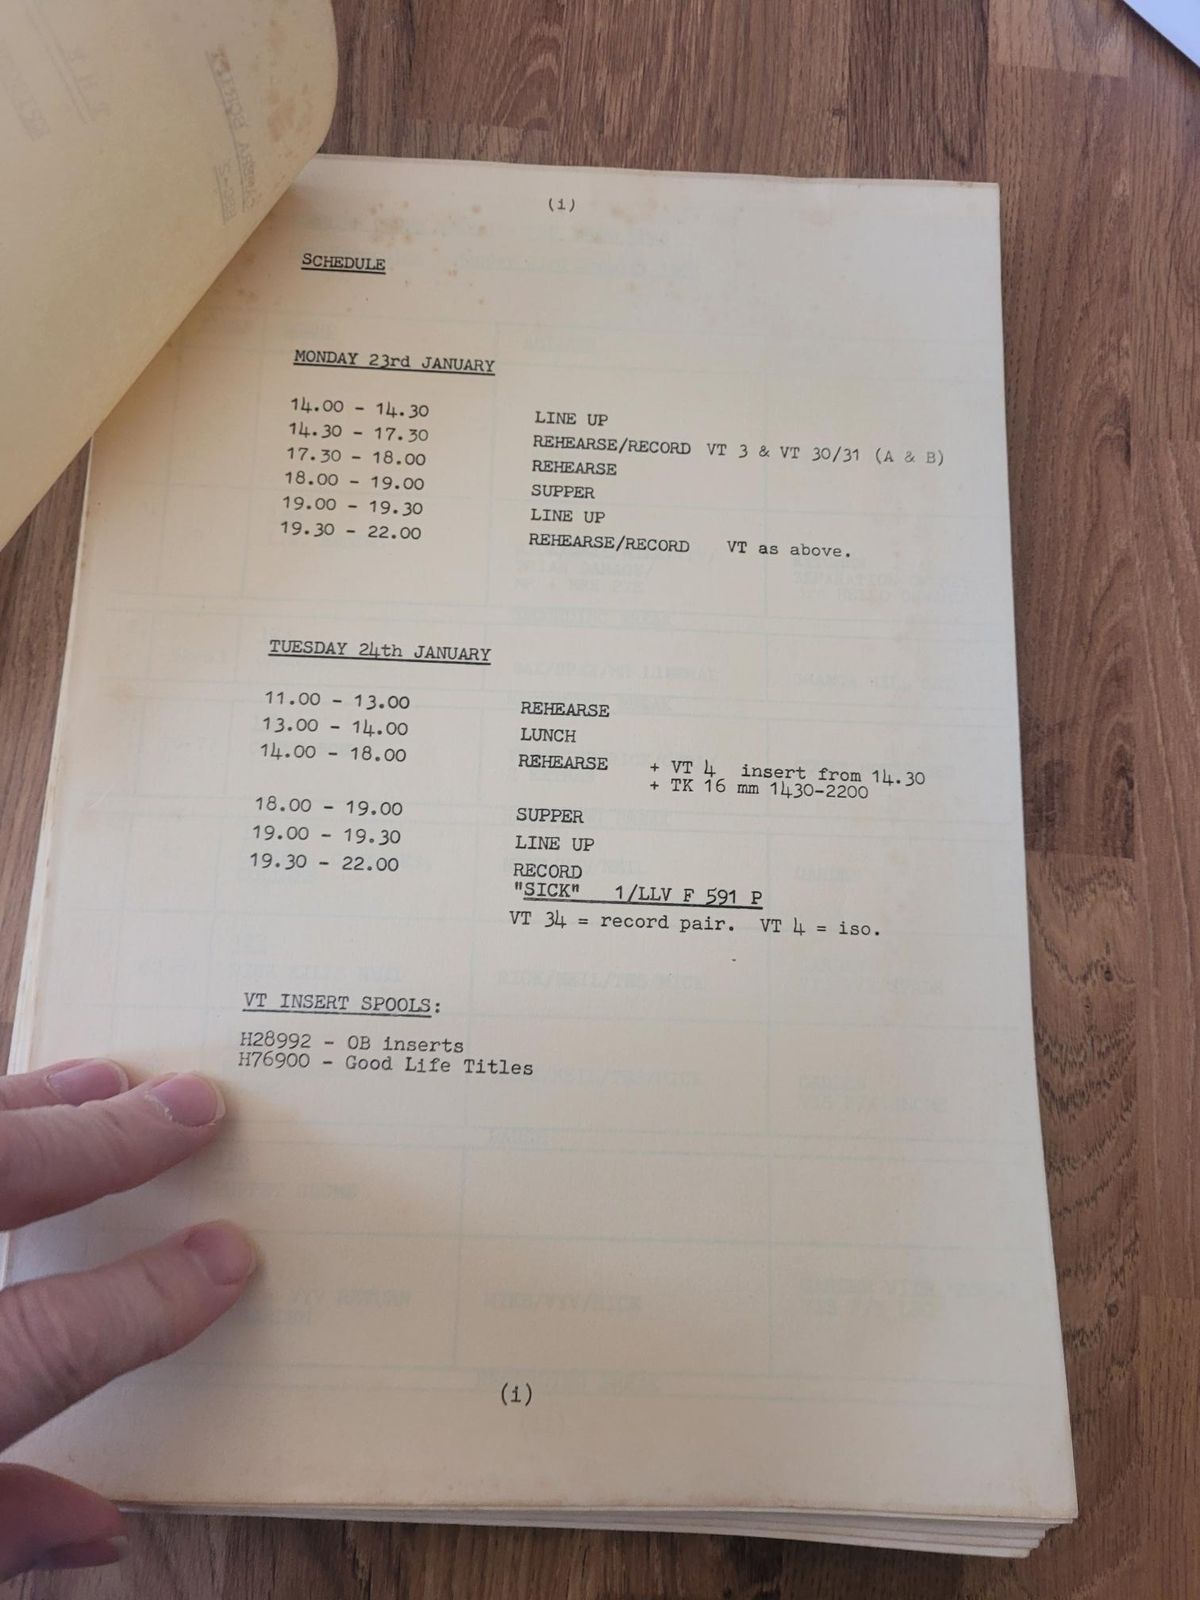 (i)
SCHEDULE
MONDAY 23rd JANUARY
14.00 - 14.30 LINE UP
14.30 - 17.30 REHEARSE/RECORD VT 3 & VT 30/31 (A & B)
17.30 - 18.00 REHEARSE
18.00 - 19.00 SUPPER
19.00 - 19.30 LINE UP
19.30 - 22.00 REHEARSE/RECORD VT as above.
TUESDAY 24th JANUARY
11.00 - 13.00 REHEARSE
13.00 - 14.00 LUNCH
14.00 - 18.00 REHEARSE + VT 4 insert from 14.30
+ TK 16 mm 1430-2200
18.00 - 19.00 SUPPER
19.00 - 19.30 LINE UP
19.30 - 22.00 RECORD
"SICK" 1/LLV F 591 P
VT 34 = record pair. VT 4 = iso.
VT INSERT SPOOLS:
H28992 - OB inserts
H76900 - Good Life Titles
(i)